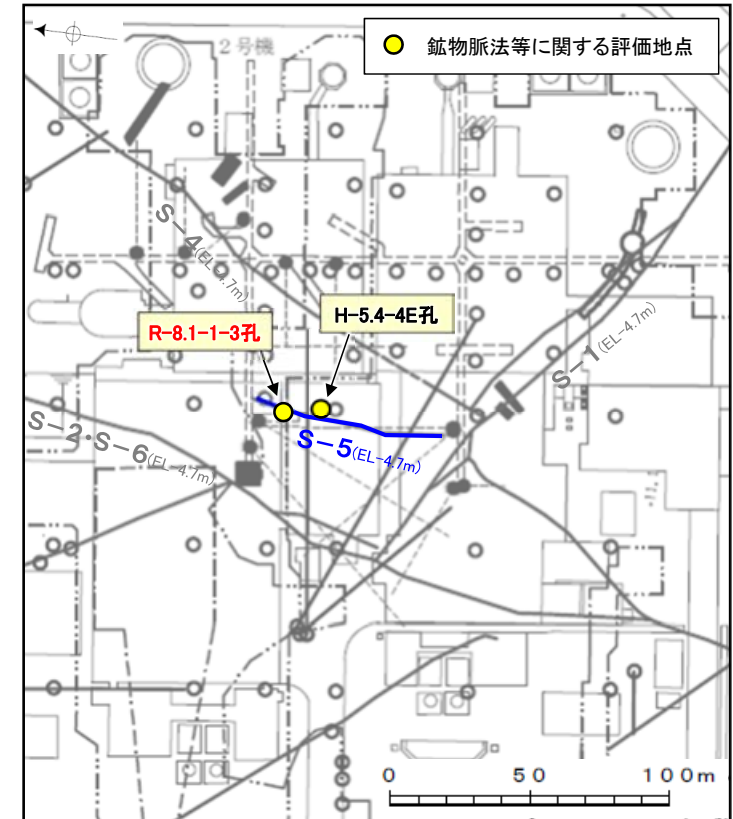 鉱物脈法等に関する評価地点
2号機
S-4(EL-4.7m)
H-5.4-4E孔
R-8.1-1-3孔
S-1(EL-4.7m)
S-2・S-6(EL-4.7m)
S-5(EL-4.7m)
0 50 100m